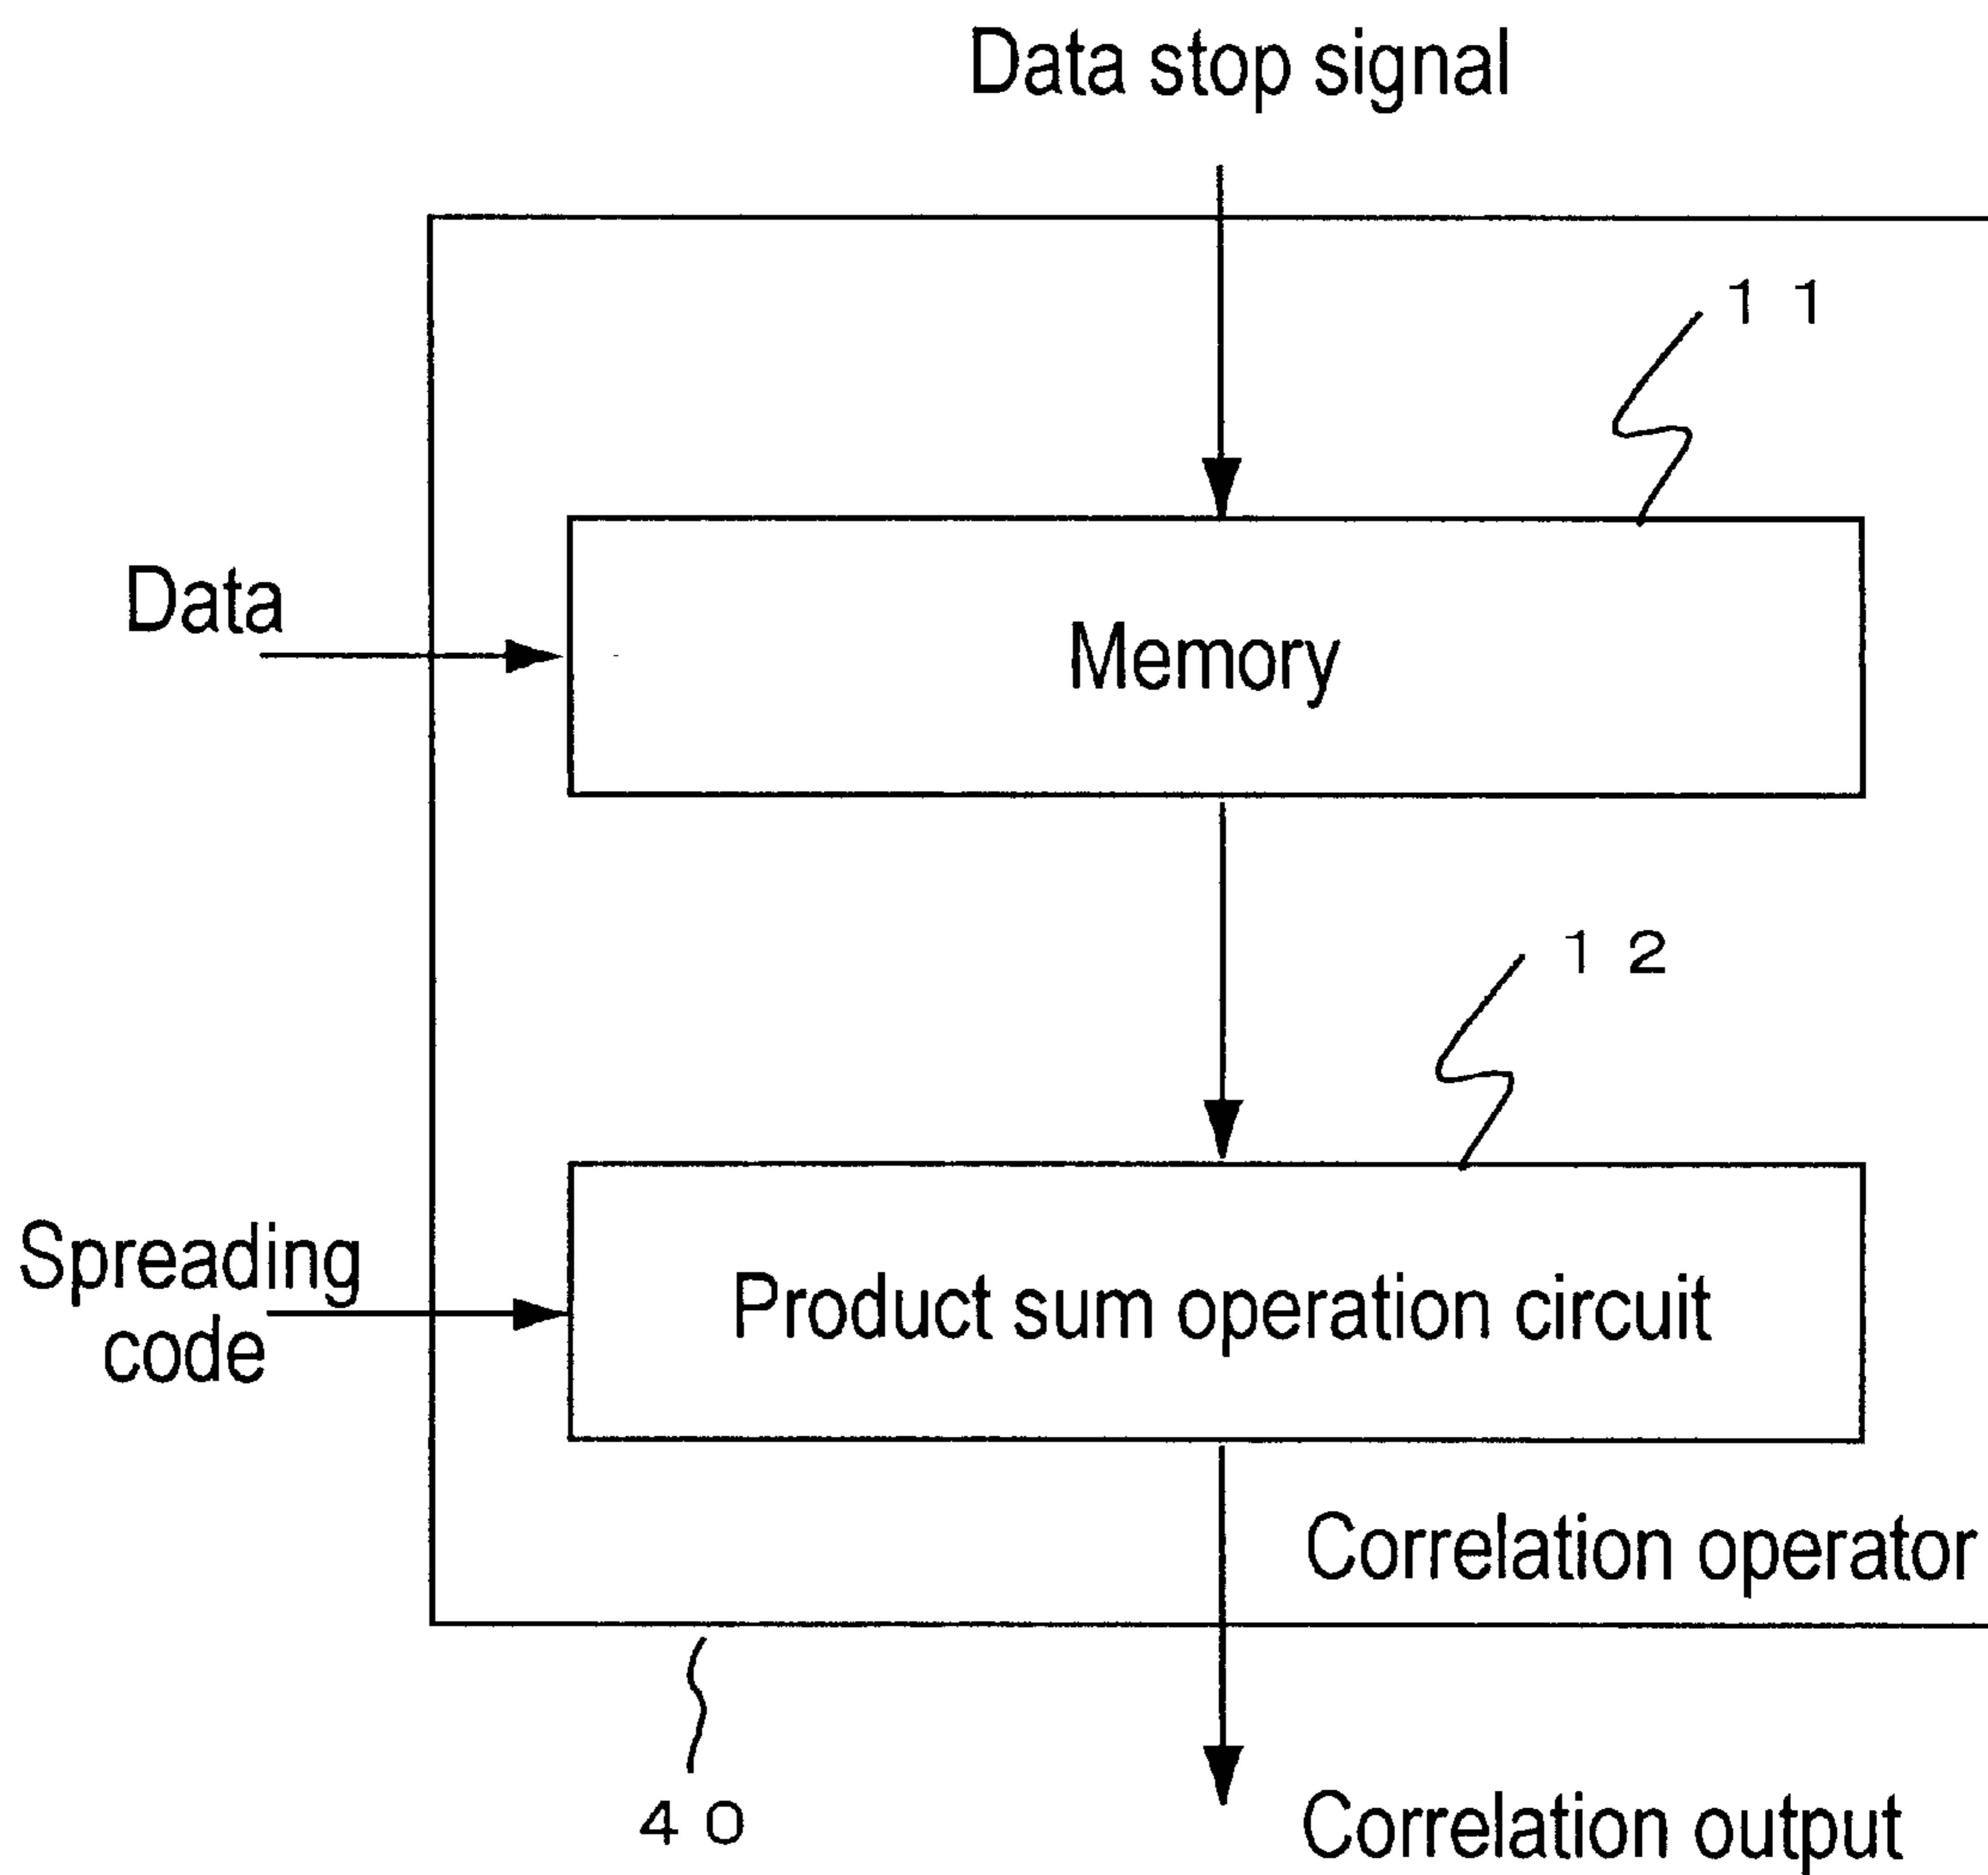 Data stop signal
1 1
Data
Memory
1 2
Spreading
code
Product sum operation circuit
Correlation operator
4 0
Correlation output